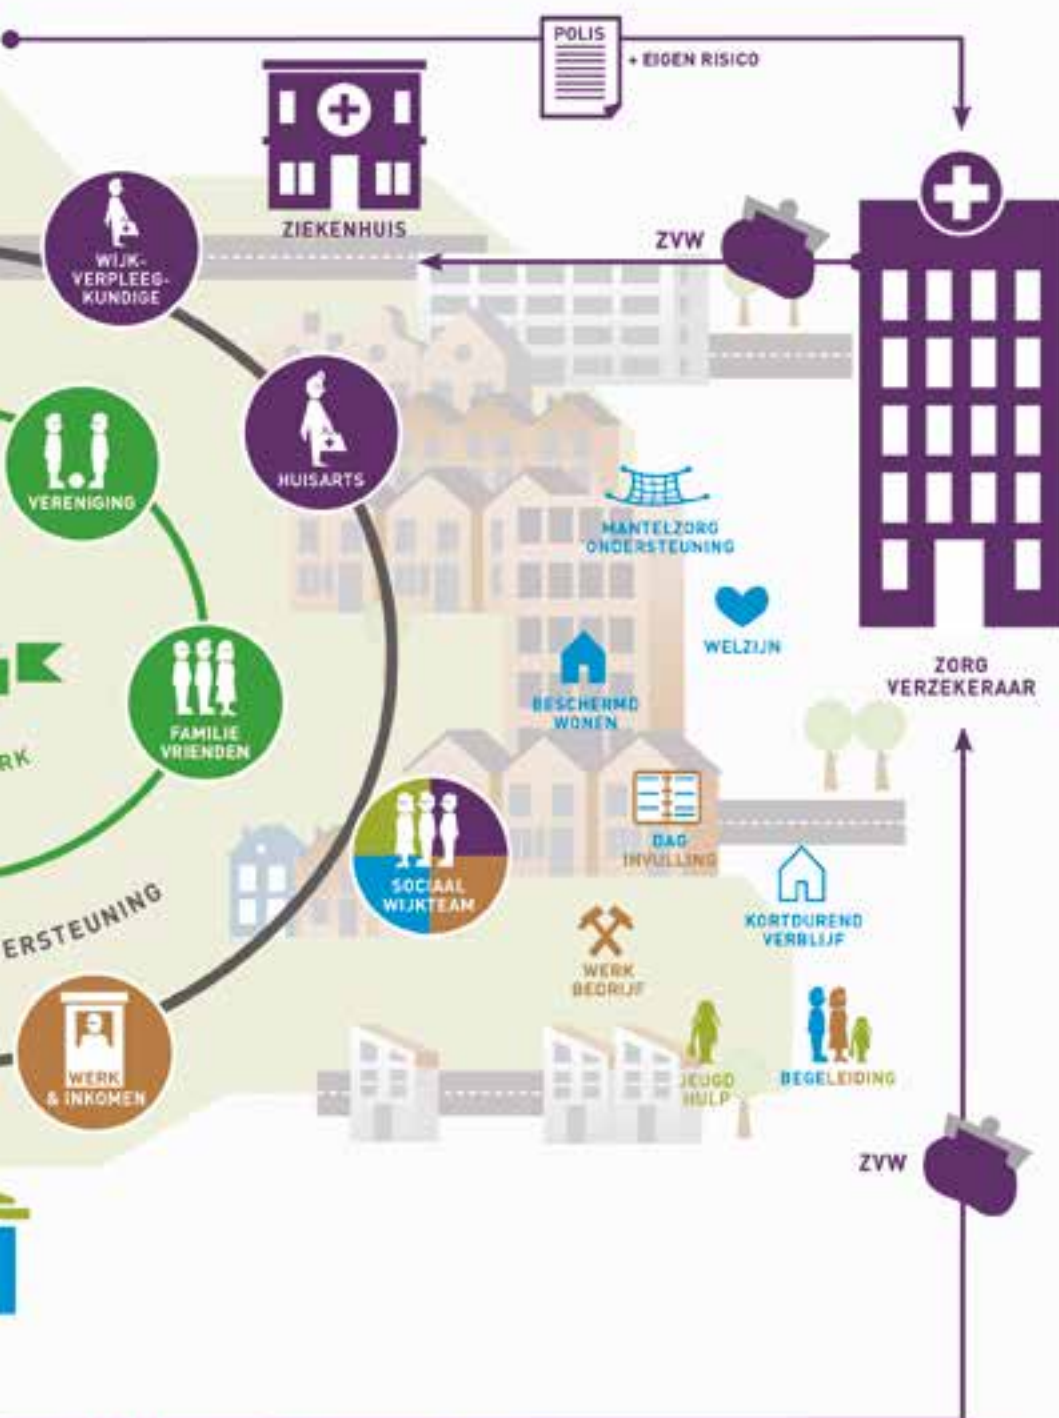 POLIS
+ EIGEN RISICO
ZIEKENHUIS
ZVW
WIJK-
VERPLEEG-
KUNDIGE
HUISARTS
VERENIGING
MANTELZORG
ONDERSTEUNING
WELZIJN
ZORG
VERZEKERAAR
BESCHERMD
WONEN
FAMILIE
VRIENDEN
RK
DAG
INVULLING
SOCIAAL
WIJKTEAM
KORTDUREND
VERBLIJF
ERSTEUNING
WERK
BEDRIJF
WERK
& INKOMEN
JEUGD
HULP
BEGELEIDING
ZVW